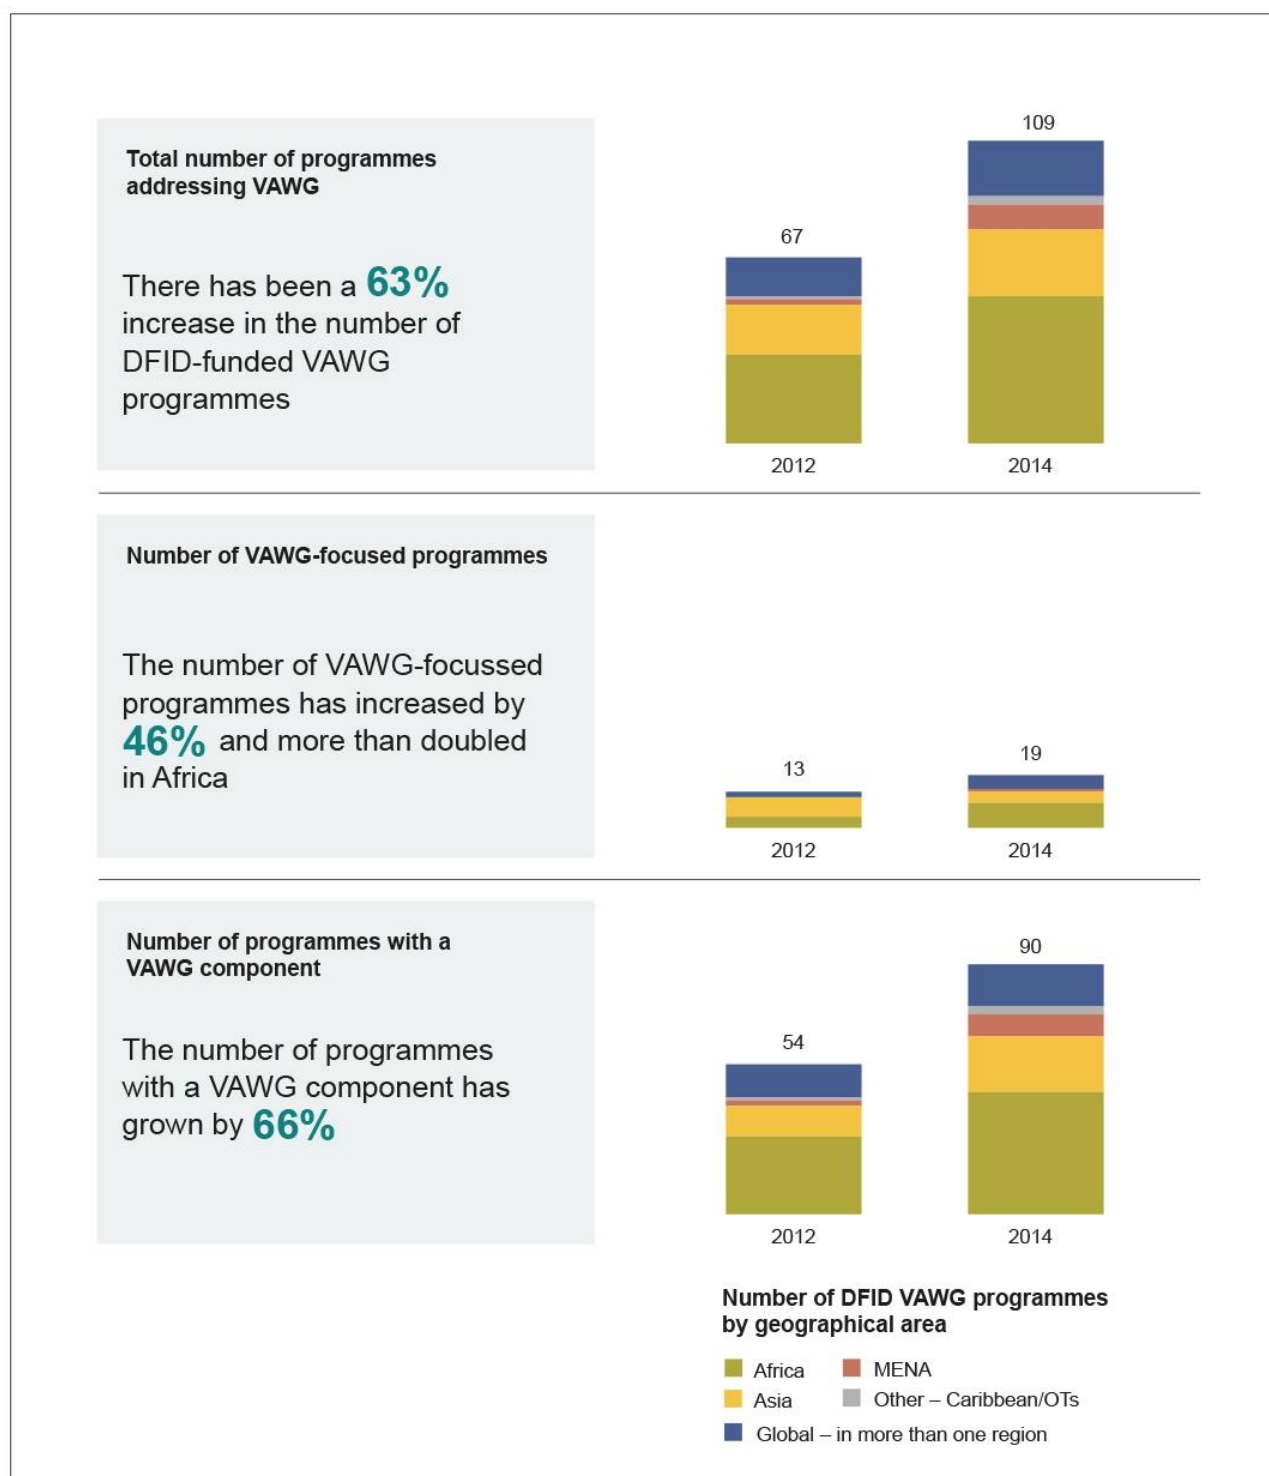 Total number of programmes
addressing VAWG
There has been a 63%
increase in the number of
DFID-funded VAWG
programmes
109
67
2012
2014
Number of VAWG-focused programmes
The number of VAWG-focussed
programmes has increased by
46% and more than doubled
in Africa
13
19
2012
2014
Number of programmes with a
VAWG component
The number of programmes
with a VAWG component has
grown by 66%
90
54
2012
2014
Number of DFID VAWG programmes
by geographical area
Africa
MENA
Asia
Other – Caribbean/OTs
Global – in more than one region